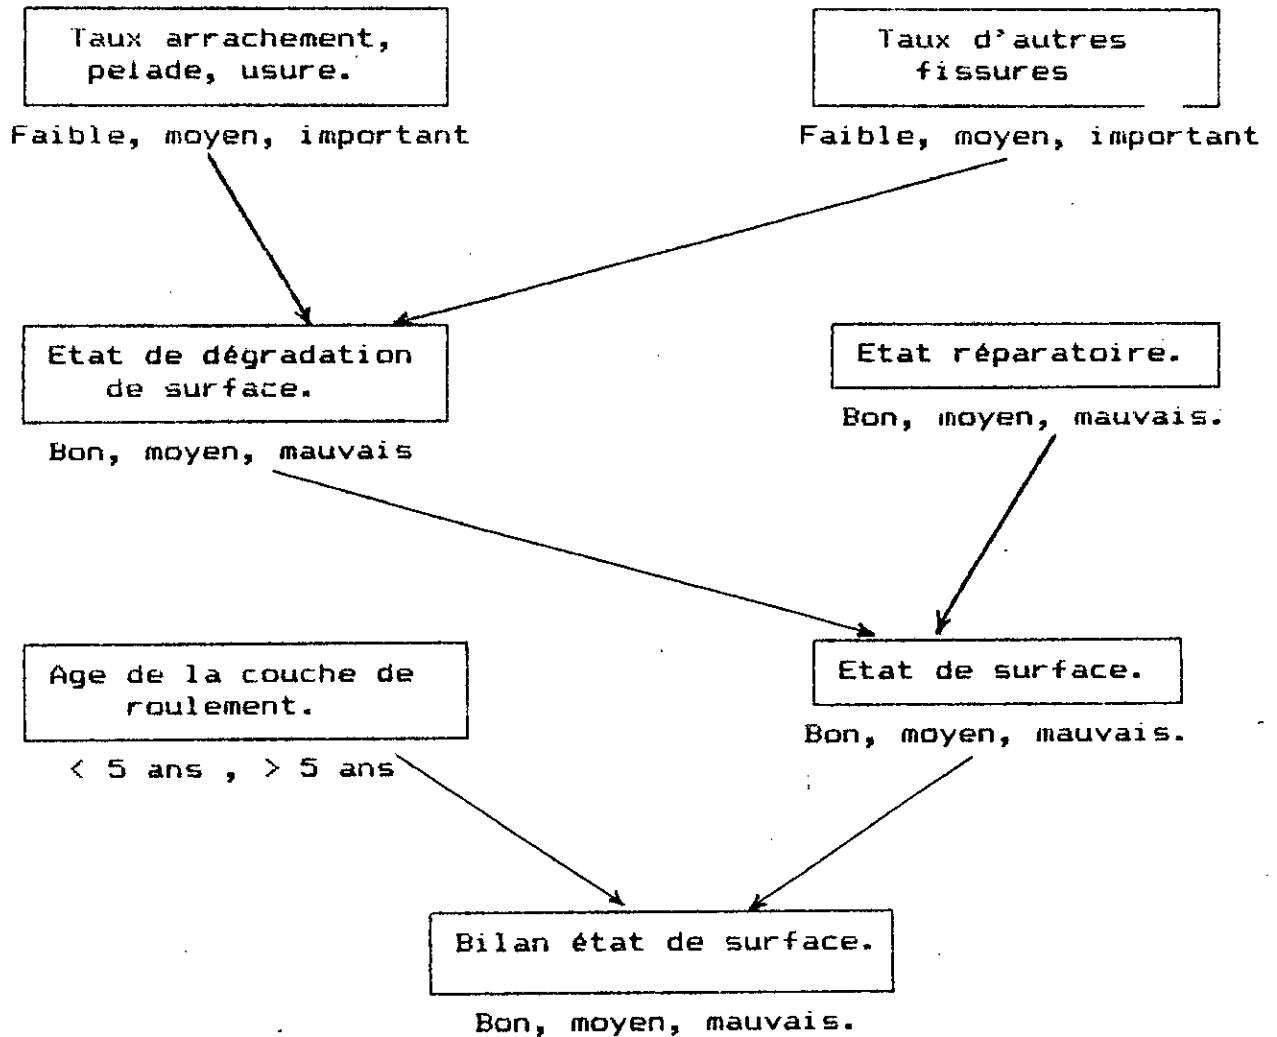 Taux arrachement,
pelade, usure.
Faible, moyen, important
Taux d'autres
fissures
Faible, moyen, important
Etat de dégradation
de surface.
Bon, moyen, mauvais
Etat réparatoire.
Bon, moyen, mauvais.
Age de la couche de
roulement.
< 5 ans , > 5 ans
Etat de surface.
Bon, moyen, mauvais.
Bilan état de surface.
Bon, moyen, mauvais.